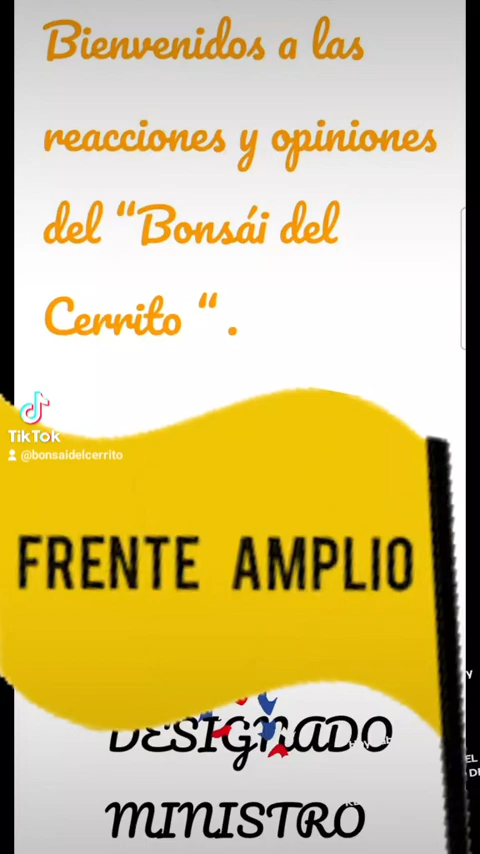 Bienvenidos a las
reacciones y opiniones
del “Bonsái del
Cerrito “ .
TikTok
@bonsaidelcerrito
FRENTE AMPLIO
DESIGNADO
MINISTRO